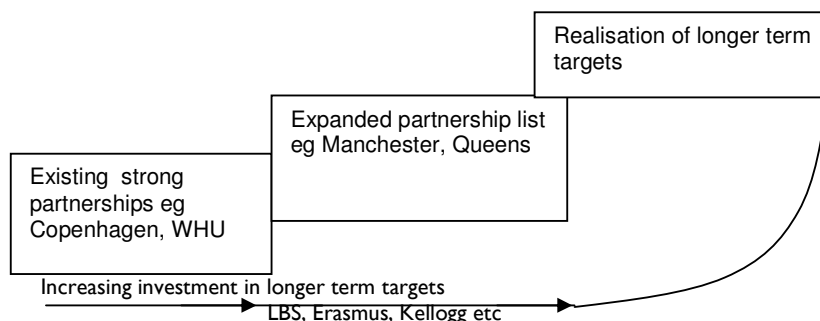 Realisation of longer term
targets
Expanded partnership list
eg Manchester, Queens
Existing strong
partnerships eg
Copenhagen, WHU
Increasing investment in longer term targets
LBS, Erasmus, Kellogg etc